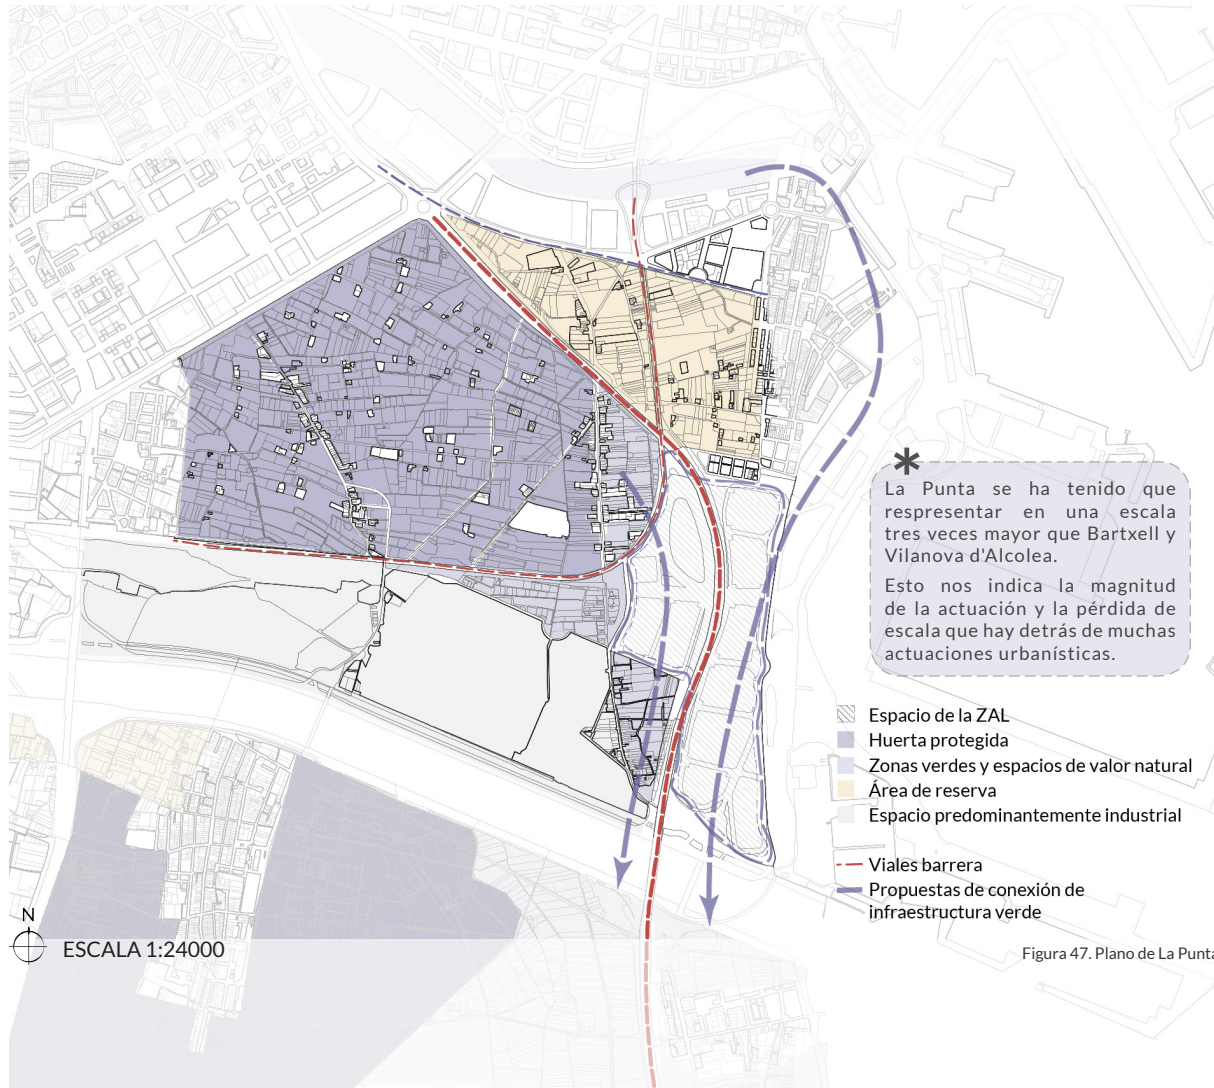 *
La Punta se ha tenido que
respresentar en una escala
tres veces mayor que Bartxell y
Vilanova d'Alcolea.
Esto nos indica la magnitud
de la actuación y la pérdida de
escala que hay detrás de muchas
actuaciones urbanísticas.
Espacio de la ZAL
Huerta protegida
Zonas verdes y espacios de valor natural
Área de reserva
Espacio predominantemente industrial
Viales barrera
Propuestas de conexión de
infraestructura verde
N
ESCALA 1:24000
Figura 47. Plano de La Punta